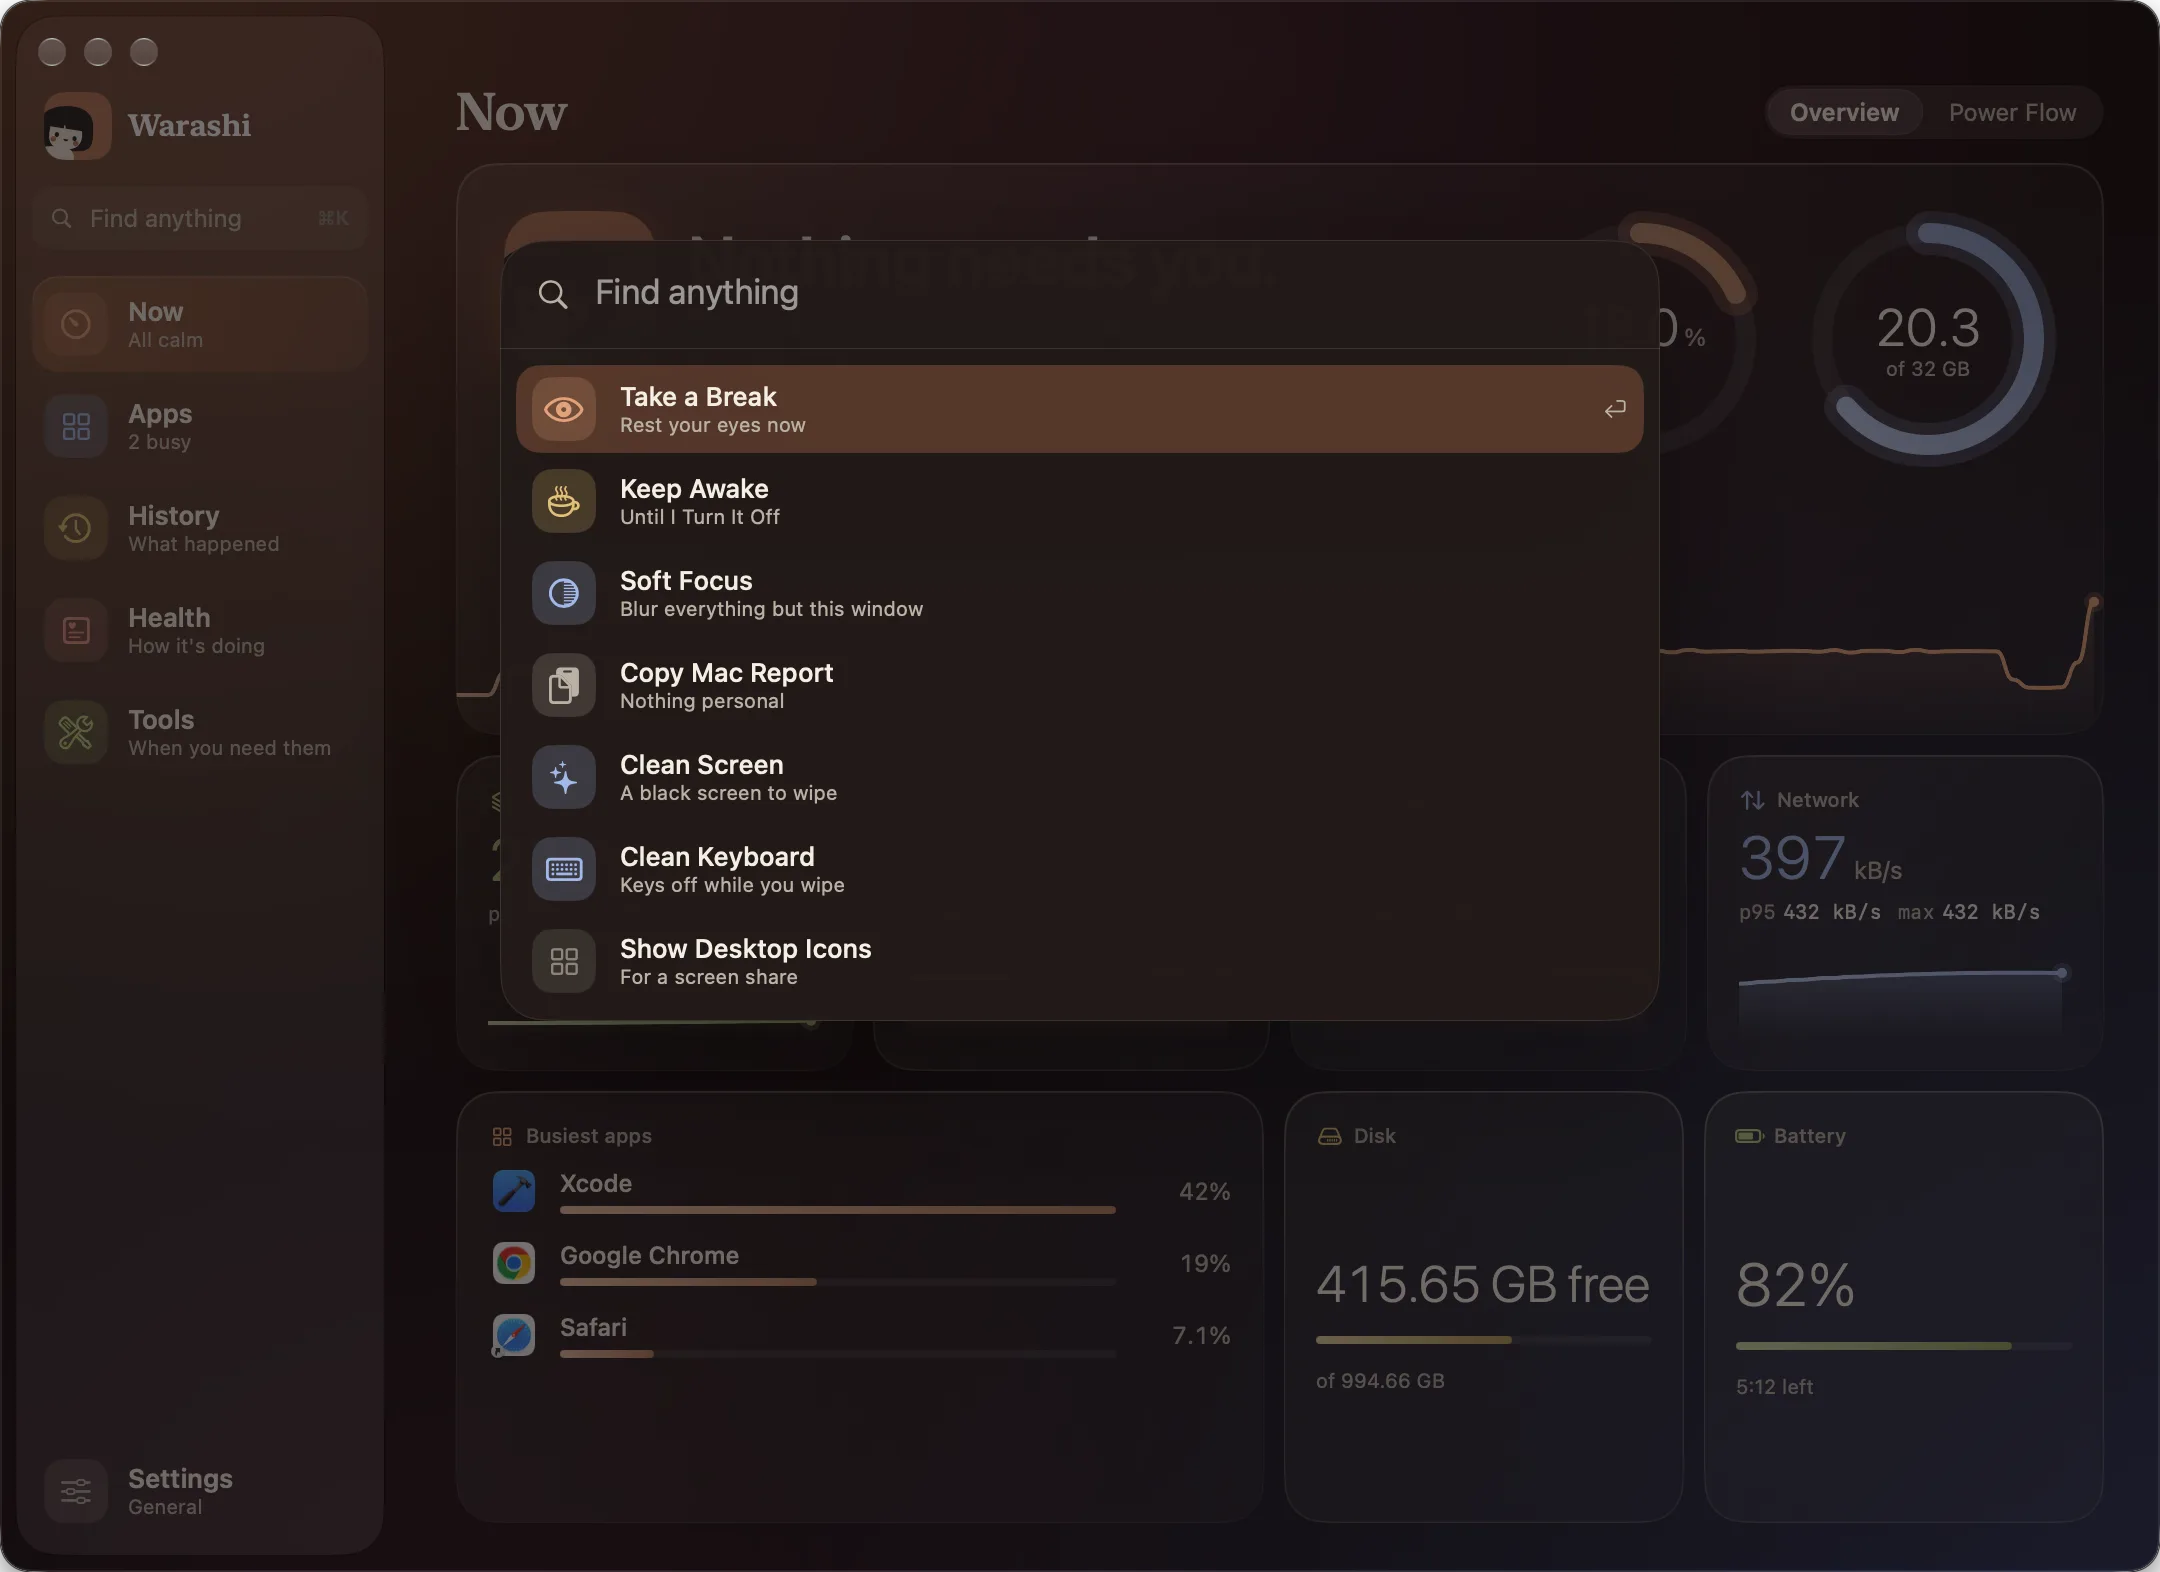 Warashi
Find anything ⌘K
Now
All calm
Apps
2 busy
History
What happened
Health
How it's doing
Tools
When you need them
Settings
General
Now
Overview
Power Flow
Nothing needs you.
Find anything
Take a Break
Rest your eyes now
Keep Awake
Until I Turn It Off
Soft Focus
Blur everything but this window
Copy Mac Report
Nothing personal
Clean Screen
A black screen to wipe
Clean Keyboard
Keys off while you wipe
Show Desktop Icons
For a screen share
%
20.3
of 32 GB
Network
397 kB/s
p95 432 kB/s max 432 kB/s
Busiest apps
Xcode
42%
Google Chrome
19%
Safari
7.1%
Disk
415.65 GB free
of 994.66 GB
Battery
82%
5:12 left